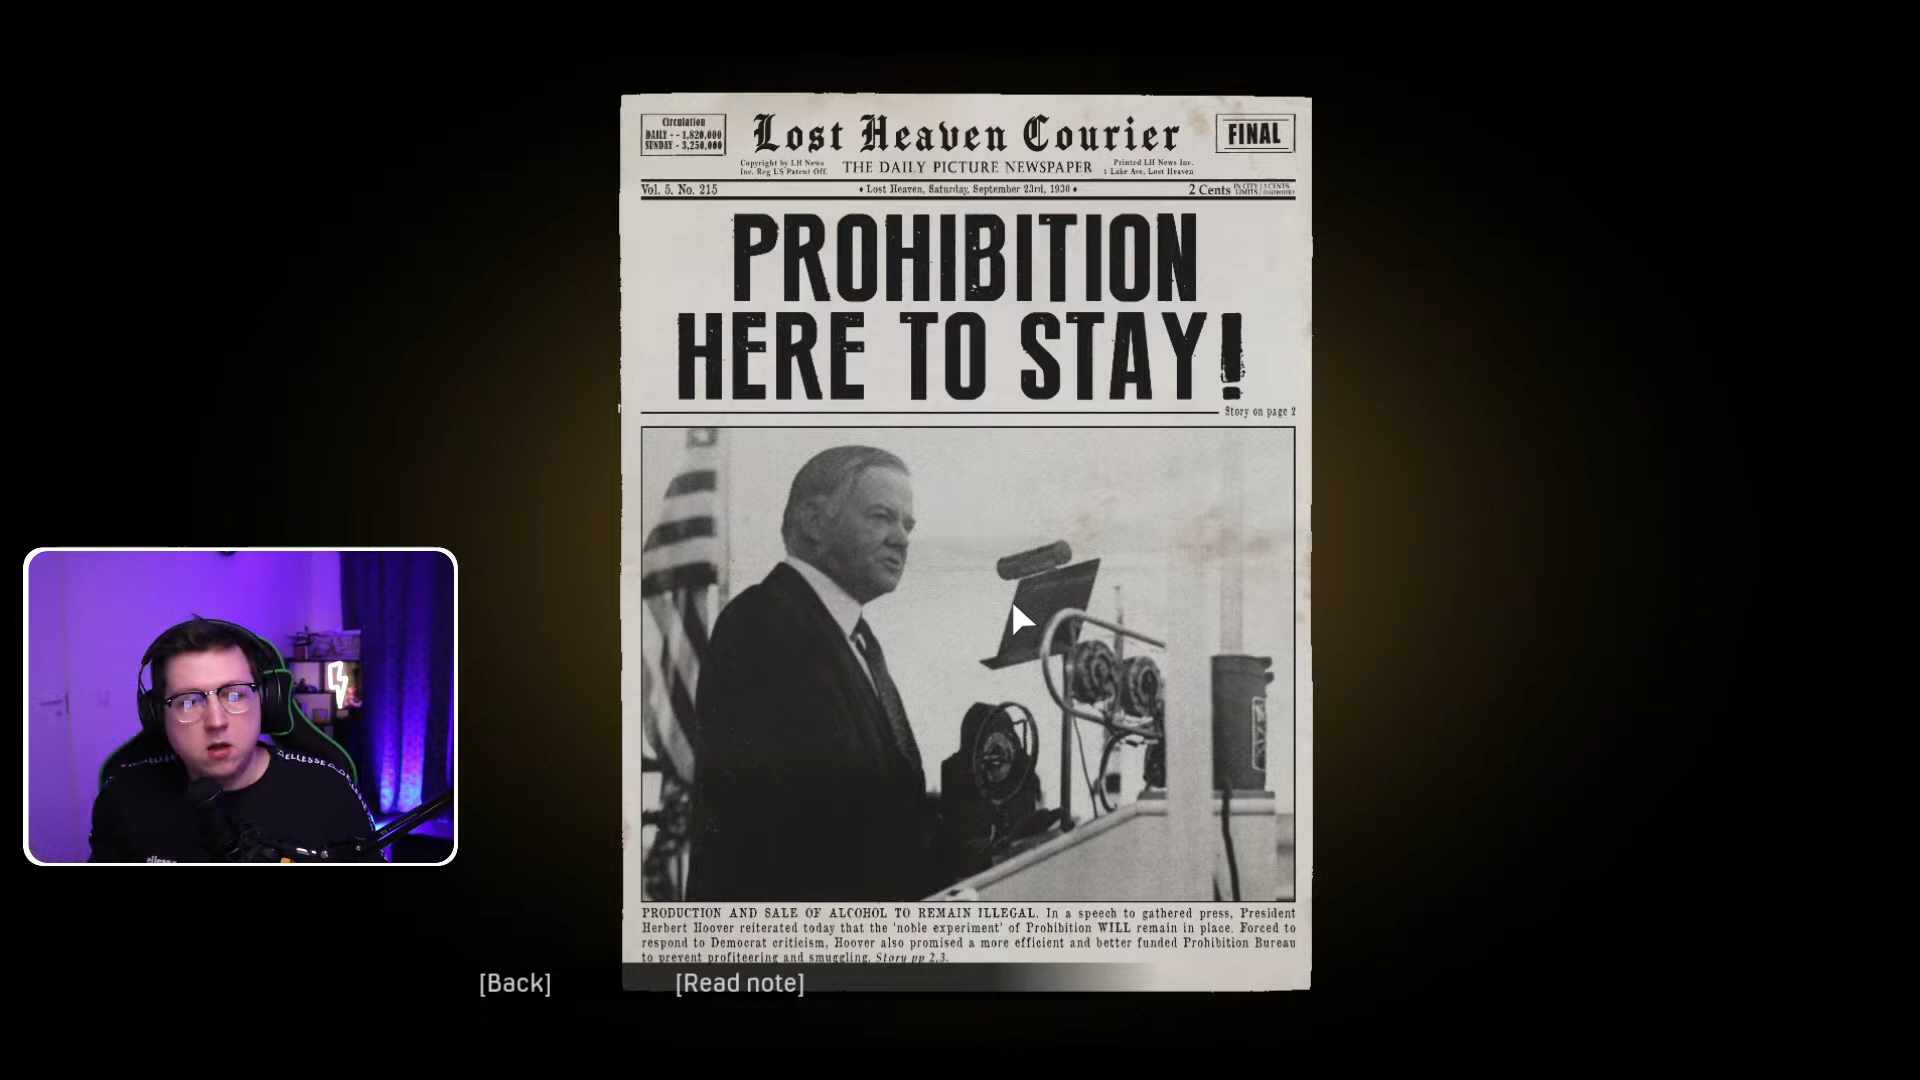 Circulation
DAILY - - 1,820,000
SUNDAY - 3,250,000
Lost Heaven Courier
FINAL
Copyright by LH News
Inc. Reg US Patent Off.
THE DAILY PICTURE NEWSPAPER
Printed LH News Inc.
1 Lake Ave, Lost Heaven
Vol. 5. No. 215
♦ Lost Heaven, Saturday, September 23rd, 1930 ♦
2 Cents
PROHIBITION
HERE TO STAY!
Story on page 2
PRODUCTION AND SALE OF ALCOHOL TO REMAIN ILLEGAL. In a speech to gathered press, President
Herbert Hoover reiterated today that the 'noble experiment' of Prohibition WILL remain in place. Forced to
respond to Democrat criticism, Hoover also promised a more efficient and better funded Prohibition Bureau
to prevent profiteering and smuggling. Story pp 2,3.
[Back]
[Read note]
ELLESSE
ellesse